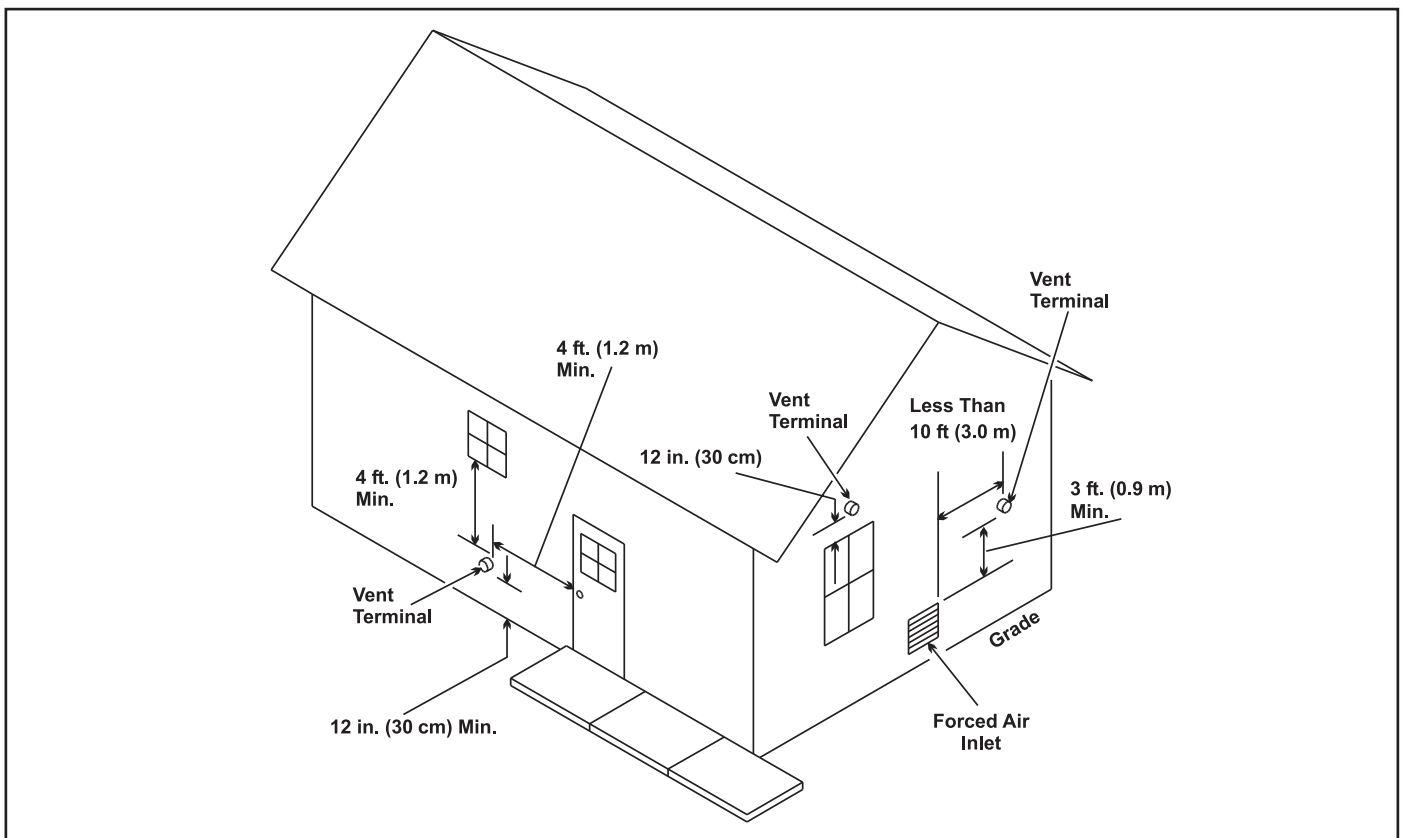 Vent
Terminal
4 ft. (1.2 m)
Min.
Vent
Terminal
Less Than
10 ft (3.0 m)
12 in. (30 cm)
4 ft. (1.2 m)
Min.
3 ft. (0.9 m)
Min.
Vent
Terminal
Grade
12 in. (30 cm) Min.
Forced Air
Inlet